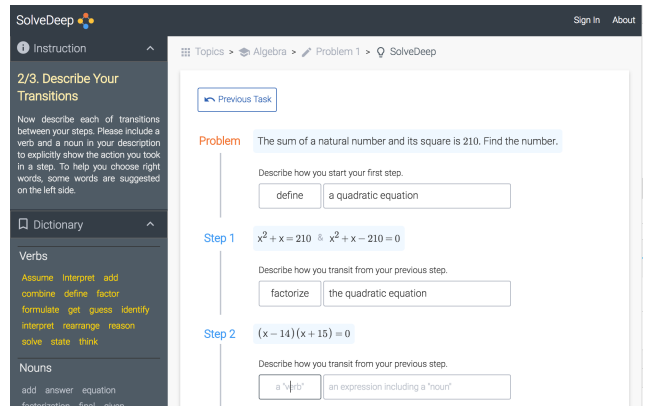 SolveDeep
Sign In About
Instruction
Topics > Algebra > Problem 1 > SolveDeep
2/3. Describe Your
Transitions
Now describe each of transitions
between your steps. Please include a
verb and a noun in your description
to explicitly show the action you took
in a step. To help you choose right
words, some words are suggested
on the left side.
Dictionary
Verbs
Assume Interpret add
combine define factor
formulate get guess identify
interpret rearrange reason
solve state think
Nouns
add answer equation
factorization final given
Previous Task
Problem The sum of a natural number and its square is 210. Find the number.
Describe how you start your first step.
define a quadratic equation
Step 1 x² + x = 210 & x² + x − 210 = 0
Describe how you transit from your previous step.
factorize the quadratic equation
Step 2 (x − 14)(x + 15) = 0
Describe how you transit from your previous step.
a "verb" an expression including a "noun"